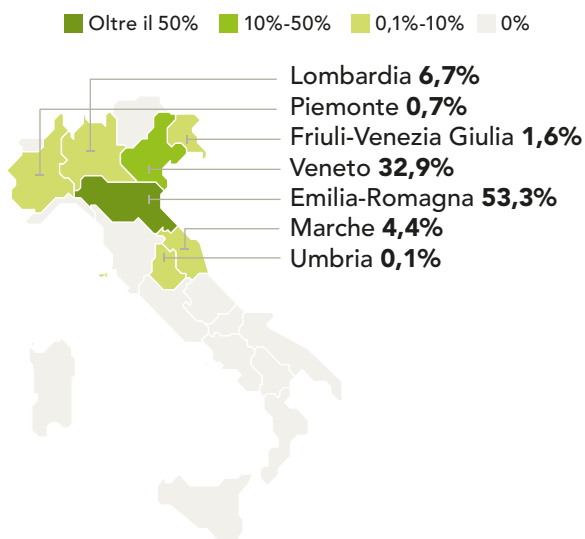 Oltre il 50% 10%-50% 0,1%-10% 0%
Lombardia 6,7%
Piemonte 0,7%
Friuli-Venezia Giulia 1,6%
Veneto 32,9%
Emilia-Romagna 53,3%
Marche 4,4%
Umbria 0,1%